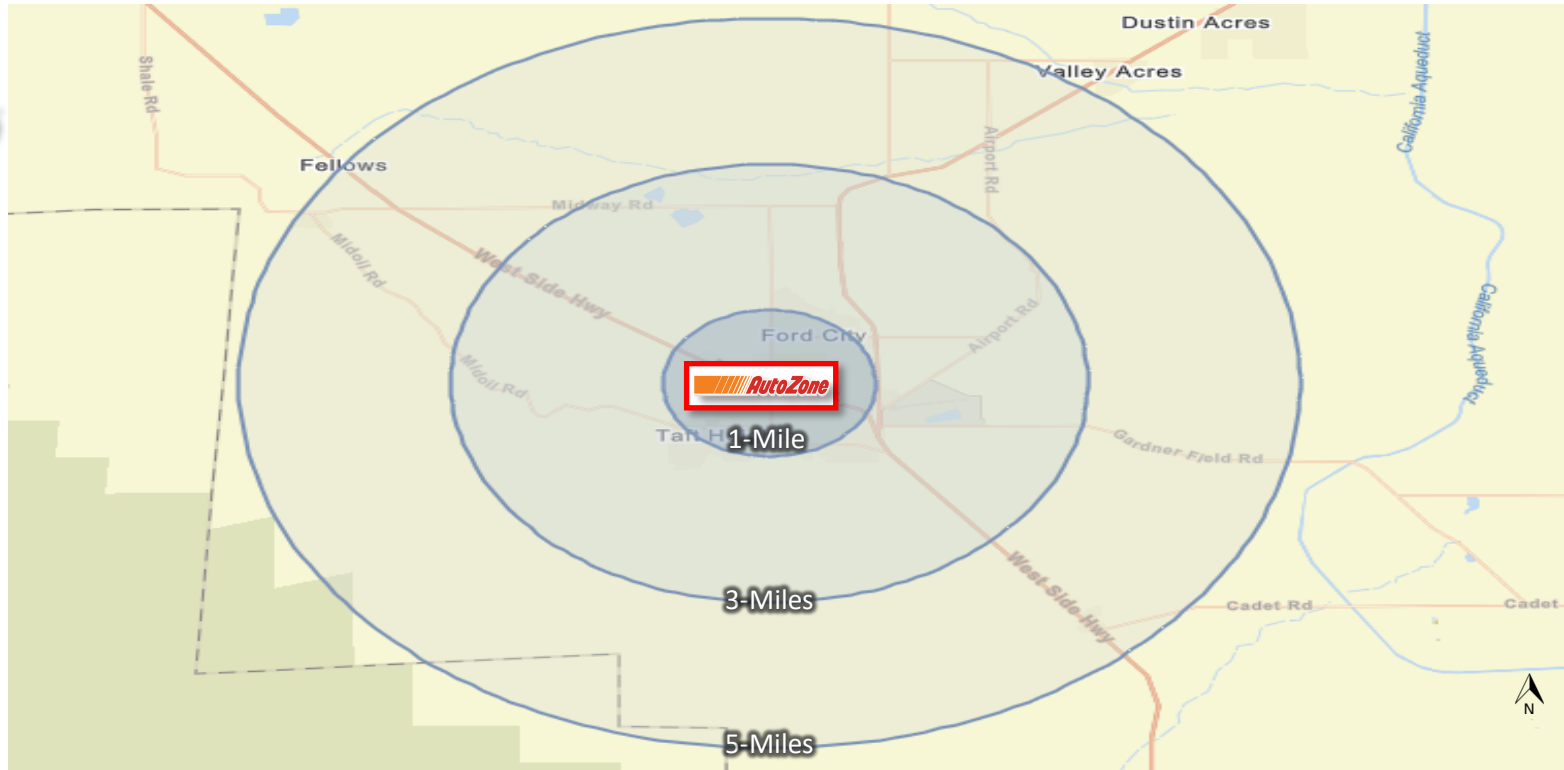 Dustin Acres
Shale Rd
Valley Acres
California Aqueduct
Airport Rd
Fellows
Midway Rd
Midoil Rd
West Side Hwy
California Aqueduct
Airport Rd
Ford City
Midoil Rd
AutoZone
Taft H
1-Mile
Gardner Field Rd
West Side Hwy
3-Miles
Cadet Rd
Cadet
N
5-Miles